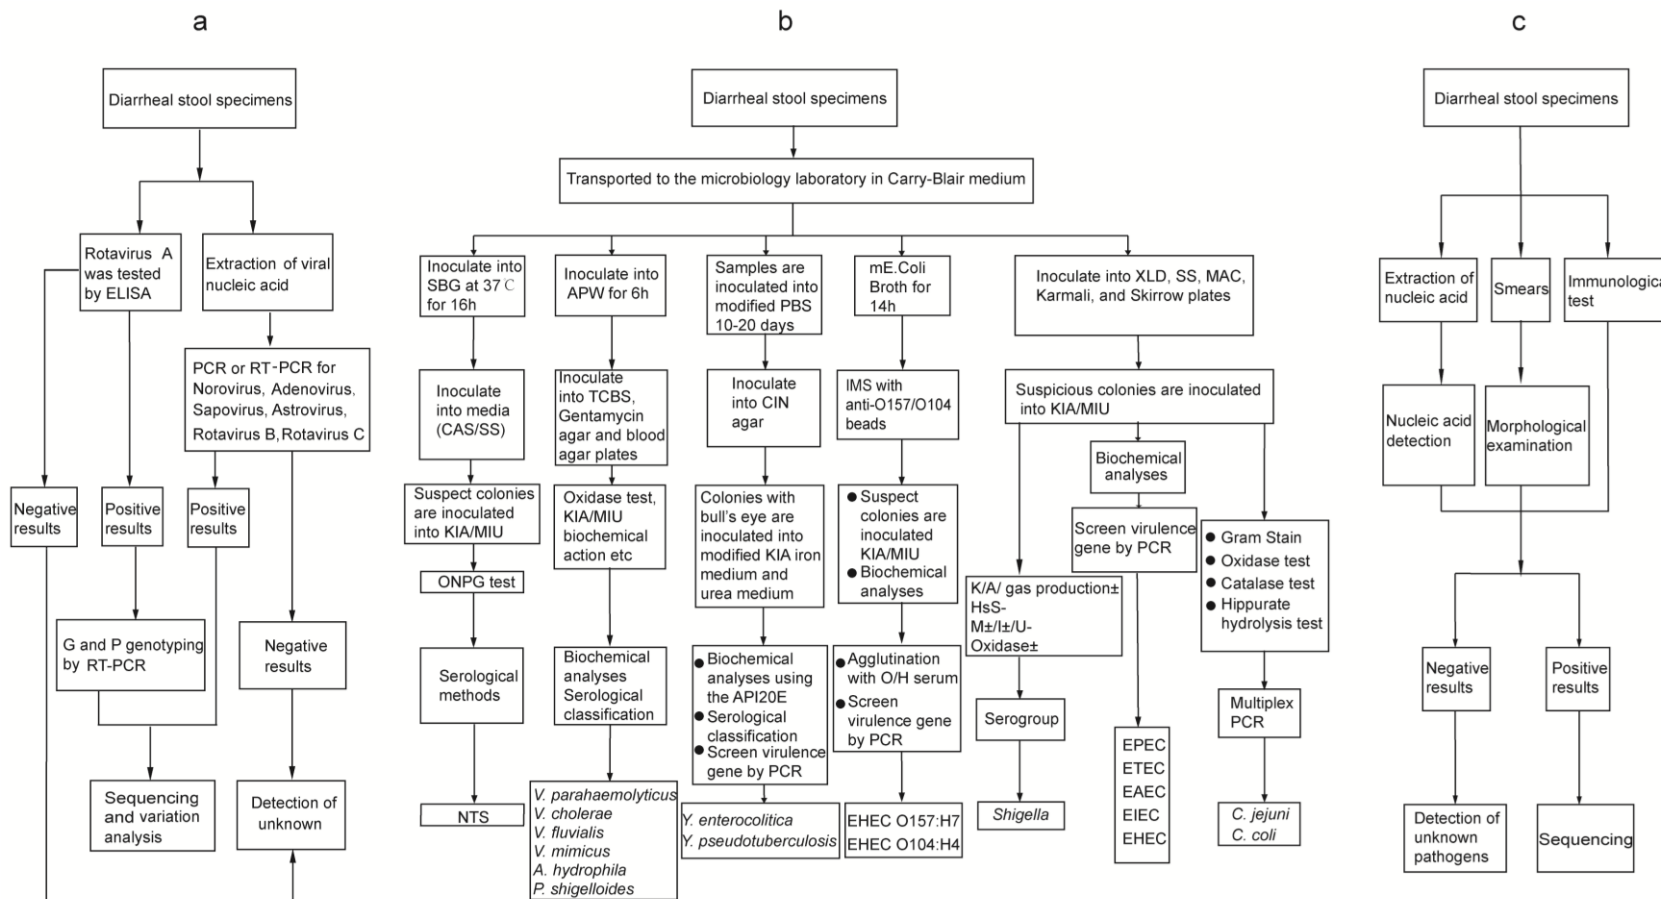 a
Diarrheal stool specimens
Rotavirus A
was tested
by ELISA
Extraction of viral
nucleic acid
PCR or RT-PCR for
Norovirus, Adenovirus,
Sapovirus, Astrovirus,
Rotavirus B, Rotavirus C
Negative
results
Positive
results
Positive
results
G and P genotyping
by RT-PCR
Negative
results
Sequencing
and variation
analysis
Detection of
unknown
b
Diarrheal stool specimens
Transported to the microbiology laboratory in Carry-Blair medium
Inoculate into
SBG at 37℃
for 16h
Inoculate
into media
(CAS/SS)
Suspect colonies
are inoculated
into KIA/MIU
ONPG test
Serological
methods
NTS
Inoculate into
APW for 6h
Inoculate
into TCBS,
Gentamycin
agar and blood
agar plates
Oxidase test,
KIA/MIU
biochemical
action etc
Biochemical
analyses
Serological
classification
V. parahaemolyticus
V. cholerae
V. fluvialis
V. mimicus
A. hydrophila
P. shigelloides
Samples are
inoculated into
modified PBS
10-20 days
Inoculate
into CIN
agar
Colonies with
bull's eye are
inoculated into
modified KIA iron
medium and
urea medium
● Biochemical
analyses using
the API20E
● Serological
classification
● Screen virulence
gene by PCR
Y. enterocolitica
Y. pseudotuberculosis
mE.Coli
Broth for
14h
IMS with
anti-O157/O104
beads
● Suspect
colonies are
inoculated
KIA/MIU
● Biochemical
analyses
● Agglutination
with O/H serum
● Screen
virulence gene
by PCR
EHEC O157:H7
EHEC O104:H4
Inoculate into XLD, SS, MAC,
Karmali, and Skirrow plates
Suspicious colonies are inoculated
into KIA/MIU
K/A/ gas production±
HsS-
M±/I±/U-
Oxidase±
Serogroup
Shigella
Biochemical
analyses
Screen virulence
gene by PCR
EPEC
ETEC
EAEC
EIEC
EHEC
● Gram Stain
● Oxidase test
● Catalase test
● Hippurate
hydrolysis test
Multiplex
PCR
C. jejuni
C. coli
c
Diarrheal stool specimens
Extraction of
nucleic acid
Smears
Immunological
test
Nucleic acid
detection
Morphological
examination
Negative
results
Positive
results
Detection of
unknown
pathogens
Sequencing